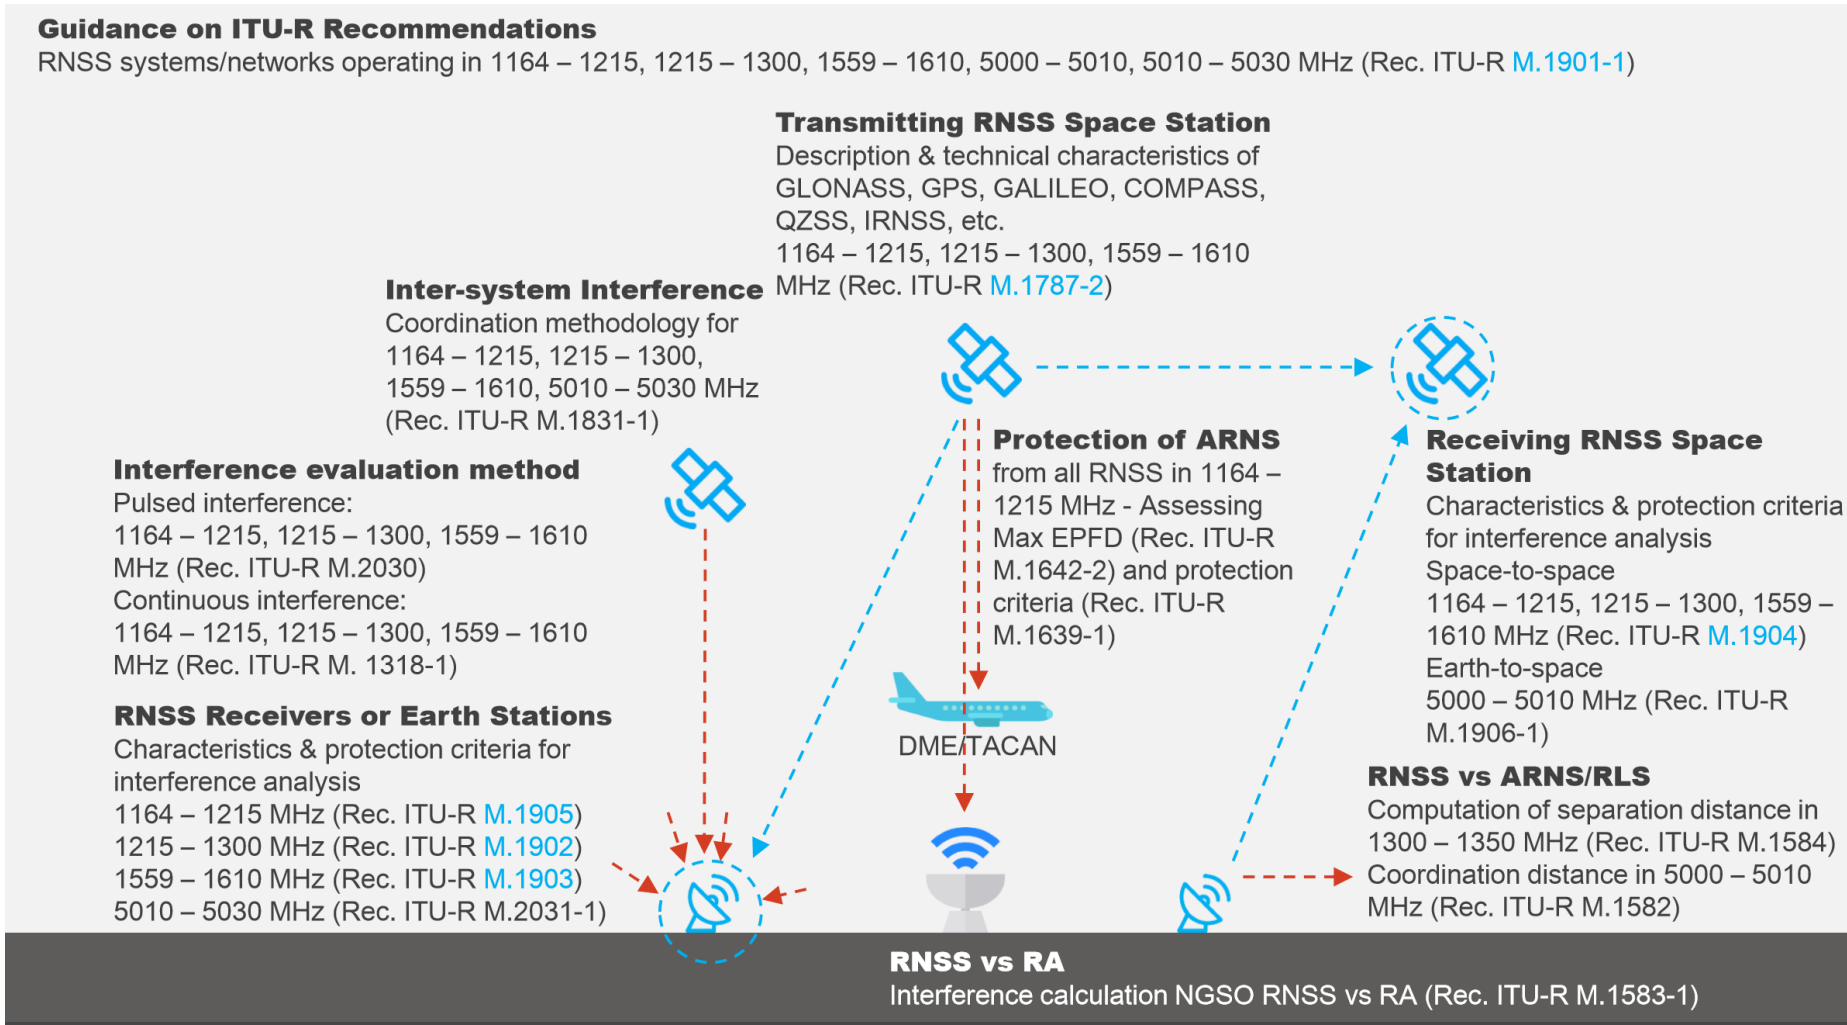 Guidance on ITU-R Recommendations
RNSS systems/networks operating in 1164 – 1215, 1215 – 1300, 1559 – 1610, 5000 – 5010, 5010 – 5030 MHz (Rec. ITU-R M.1901-1)
Transmitting RNSS Space Station
Description & technical characteristics of
GLONASS, GPS, GALILEO, COMPASS,
QZSS, IRNSS, etc.
1164 – 1215, 1215 – 1300, 1559 – 1610
MHz (Rec. ITU-R M.1787-2)
Inter-system Interference
Coordination methodology for
1164 – 1215, 1215 – 1300,
1559 – 1610, 5010 – 5030 MHz
(Rec. ITU-R M.1831-1)
Interference evaluation method
Pulsed interference:
1164 – 1215, 1215 – 1300, 1559 – 1610
MHz (Rec. ITU-R M.2030)
Continuous interference:
1164 – 1215, 1215 – 1300, 1559 – 1610
MHz (Rec. ITU-R M. 1318-1)
RNSS Receivers or Earth Stations
Characteristics & protection criteria for
interference analysis
1164 – 1215 MHz (Rec. ITU-R M.1905)
1215 – 1300 MHz (Rec. ITU-R M.1902)
1559 – 1610 MHz (Rec. ITU-R M.1903)
5010 – 5030 MHz (Rec. ITU-R M.2031-1)
Protection of ARNS
from all RNSS in 1164 –
1215 MHz - Assessing
Max EPFD (Rec. ITU-R
M.1642-2) and protection
criteria (Rec. ITU-R
M.1639-1)
DME/TACAN
Receiving RNSS Space
Station
Characteristics & protection criteria
for interference analysis
Space-to-space
1164 – 1215, 1215 – 1300, 1559 –
1610 MHz (Rec. ITU-R M.1904)
Earth-to-space
5000 – 5010 MHz (Rec. ITU-R
M.1906-1)
RNSS vs ARNS/RLS
Computation of separation distance in
1300 – 1350 MHz (Rec. ITU-R M.1584)
Coordination distance in 5000 – 5010
MHz (Rec. ITU-R M.1582)
RNSS vs RA
Interference calculation NGSO RNSS vs RA (Rec. ITU-R M.1583-1)